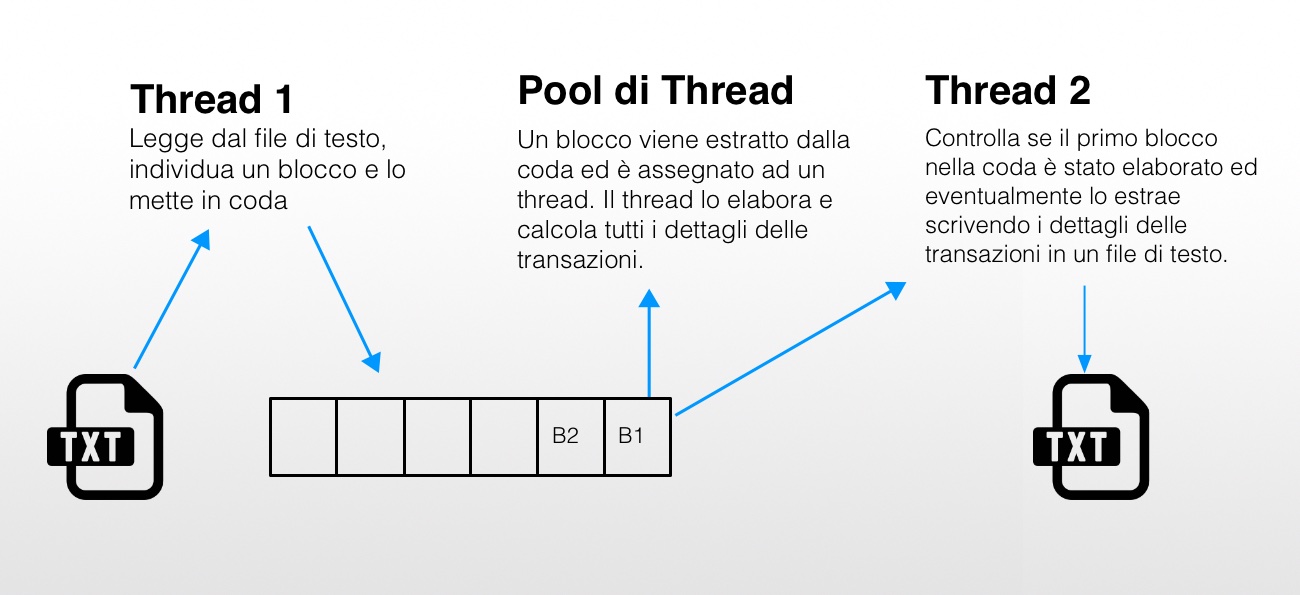 Thread 1
Legge dal file di testo,
individua un blocco e lo
mette in coda
Pool di Thread
Un blocco viene estratto dalla
coda ed è assegnato ad un
thread. Il thread lo elabora e
calcola tutti i dettagli delle
transazioni.
Thread 2
Controlla se il primo blocco
nella coda è stato elaborato ed
eventualmente lo estrae
scrivendo i dettagli delle
transazioni in un file di testo.
TXT
B2
B1
TXT